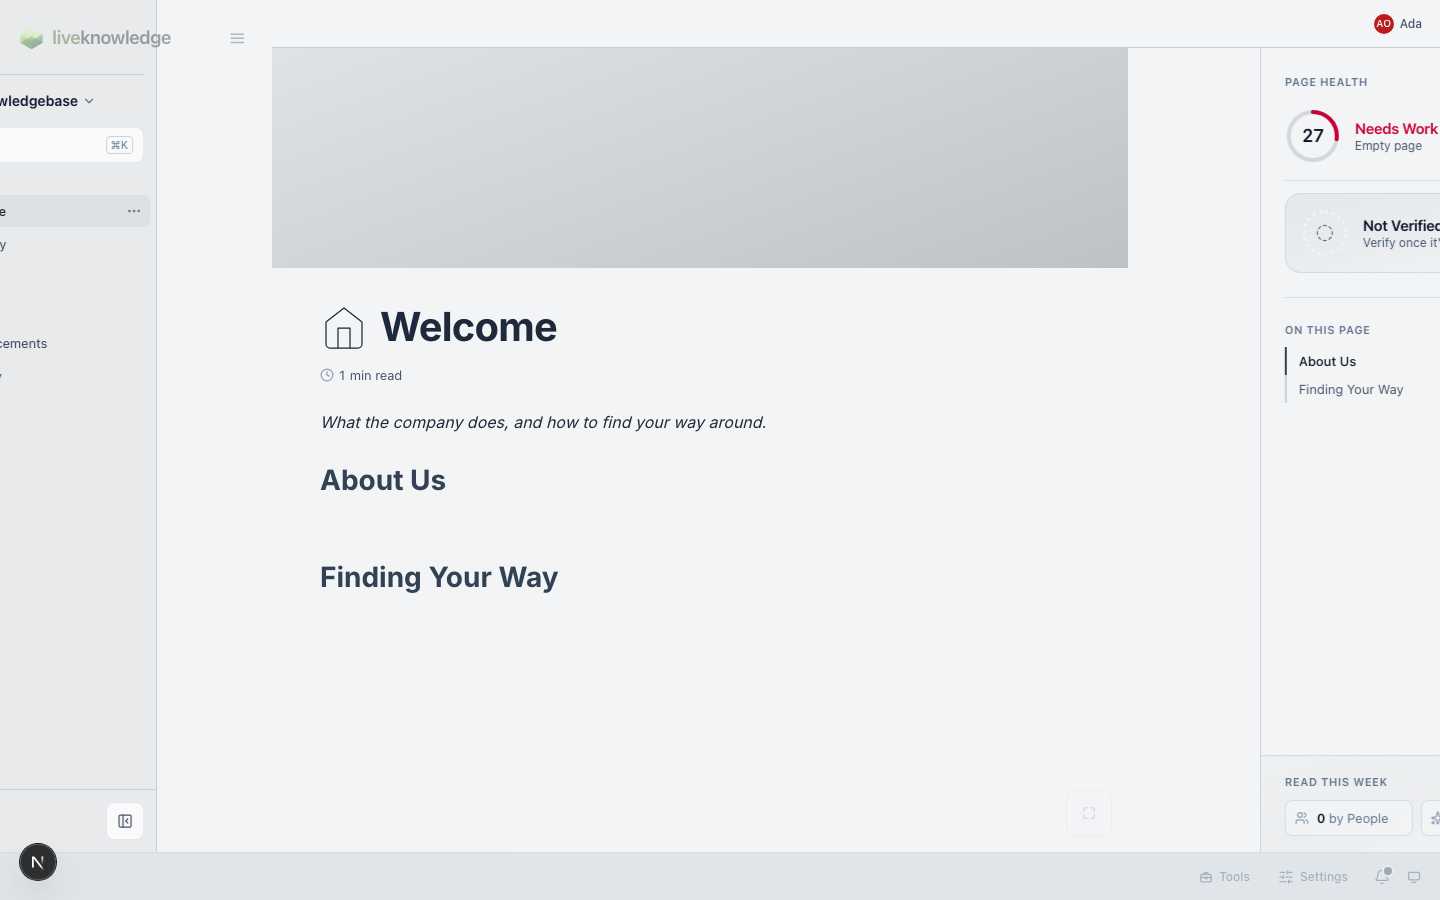 liveknowledge
Ada
AO
wledgebase
⌘K
e
y
cements
y
Welcome
1 min read
What the company does, and how to find your way around.
About Us
Finding Your Way
PAGE HEALTH
27
Needs Work
Empty page
Not Verified
Verify once it'
ON THIS PAGE
About Us
Finding Your Way
READ THIS WEEK
0 by People
N
Tools
Settings